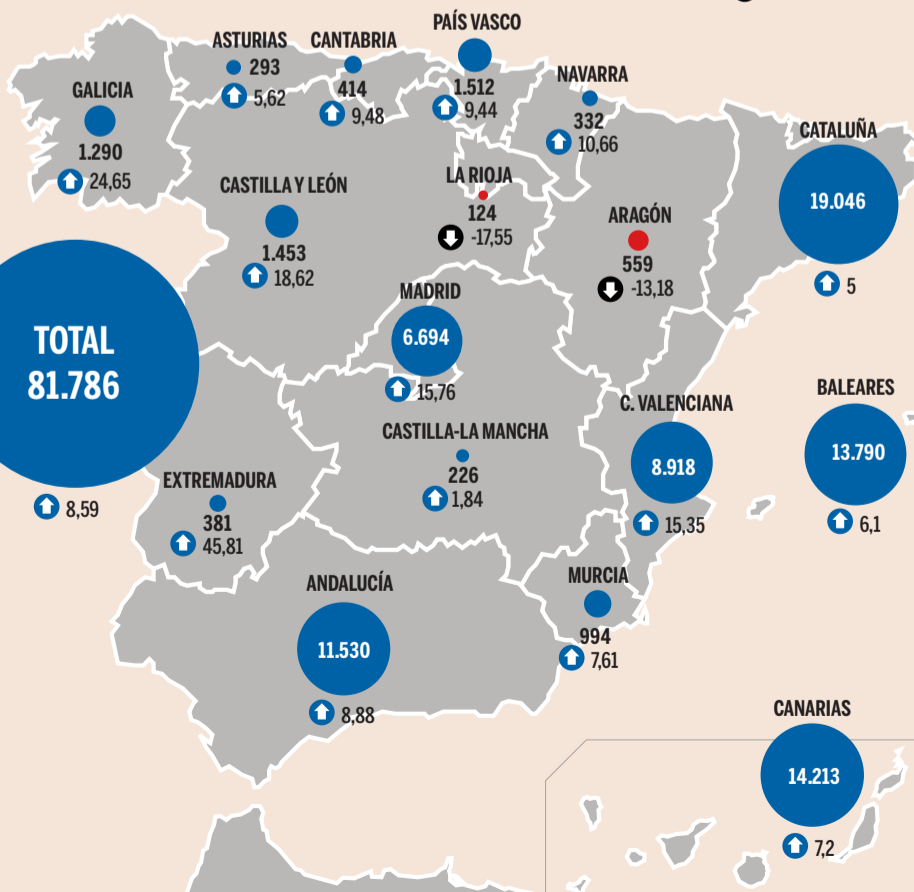 PAÍS VASCO
1.512
9,44
ASTURIAS
293
5,62
CANTABRIA
414
9,48
NAVARRA
332
10,66
GALICIA
1.290
24,65
CATALUÑA
19.046
5
LA RIOJA
124
-17,55
CASTILLA Y LEÓN
1.453
18,62
ARAGÓN
559
-13,18
MADRID
6.694
15,76
TOTAL
81.786
8,59
C. VALENCIANA
8.918
15,35
BALEARES
13.790
6,1
CASTILLA-LA MANCHA
226
1,84
EXTREMADURA
381
45,81
MURCIA
994
7,61
ANDALUCÍA
11.530
8,88
CANARIAS
14.213
7,2